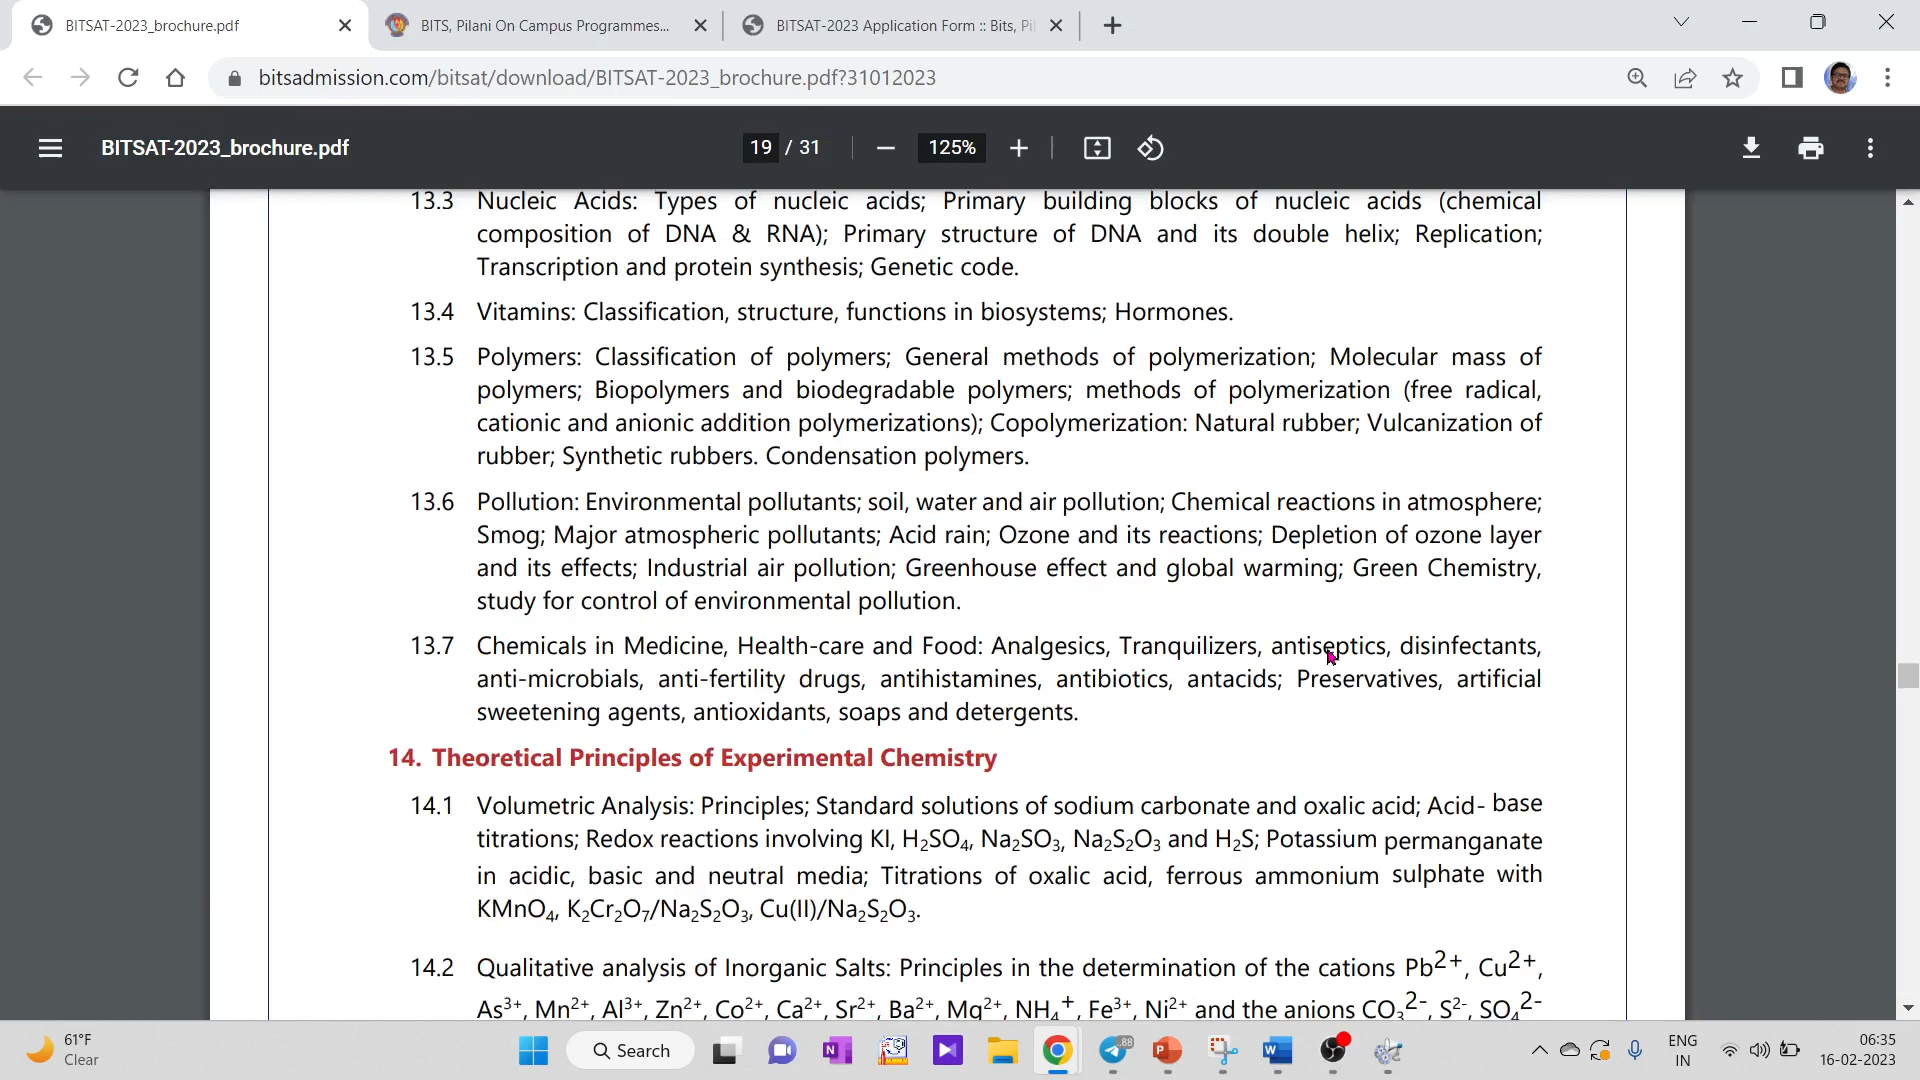 BITSAT-2023_brochure.pdf
BITS, Pilani On Campus Programmes...
BITSAT-2023 Application Form :: Bits, Pi
bitsadmission.com/bitsat/download/BITSAT-2023_brochure.pdf?31012023
BITSAT-2023_brochure.pdf
19 / 31
125%
13.3 Nucleic Acids: Types of nucleic acids; Primary building blocks of nucleic acids (chemical
composition of DNA & RNA); Primary structure of DNA and its double helix; Replication;
Transcription and protein synthesis; Genetic code.
13.4 Vitamins: Classification, structure, functions in biosystems; Hormones.
13.5 Polymers: Classification of polymers; General methods of polymerization; Molecular mass of
polymers; Biopolymers and biodegradable polymers; methods of polymerization (free radical,
cationic and anionic addition polymerizations); Copolymerization: Natural rubber; Vulcanization of
rubber; Synthetic rubbers. Condensation polymers.
13.6 Pollution: Environmental pollutants; soil, water and air pollution; Chemical reactions in atmosphere;
Smog; Major atmospheric pollutants; Acid rain; Ozone and its reactions; Depletion of ozone layer
and its effects; Industrial air pollution; Greenhouse effect and global warming; Green Chemistry,
study for control of environmental pollution.
13.7 Chemicals in Medicine, Health-care and Food: Analgesics, Tranquilizers, antiseptics, disinfectants,
anti-microbials, anti-fertility drugs, antihistamines, antibiotics, antacids; Preservatives, artificial
sweetening agents, antioxidants, soaps and detergents.
14. Theoretical Principles of Experimental Chemistry
14.1 Volumetric Analysis: Principles; Standard solutions of sodium carbonate and oxalic acid; Acid- base
titrations; Redox reactions involving KI, H₂SO₄, Na₂SO₃, Na₂S₂O₃ and H₂S; Potassium permanganate
in acidic, basic and neutral media; Titrations of oxalic acid, ferrous ammonium sulphate with
KMnO₄, K₂Cr₂O₇/Na₂S₂O₃, Cu(II)/Na₂S₂O₃.
14.2 Qualitative analysis of Inorganic Salts: Principles in the determination of the cations Pb²⁺, Cu²⁺,
As³⁺, Mn²⁺, Al³⁺, Zn²⁺, Co²⁺, Ca²⁺, Sr²⁺, Ba²⁺, Mg²⁺, NH₄⁺, Fe³⁺, Ni²⁺ and the anions CO₃²⁻, S²⁻, SO₄²⁻
61°F
Clear
Search
88
ENG
IN
06:35
16-02-2023